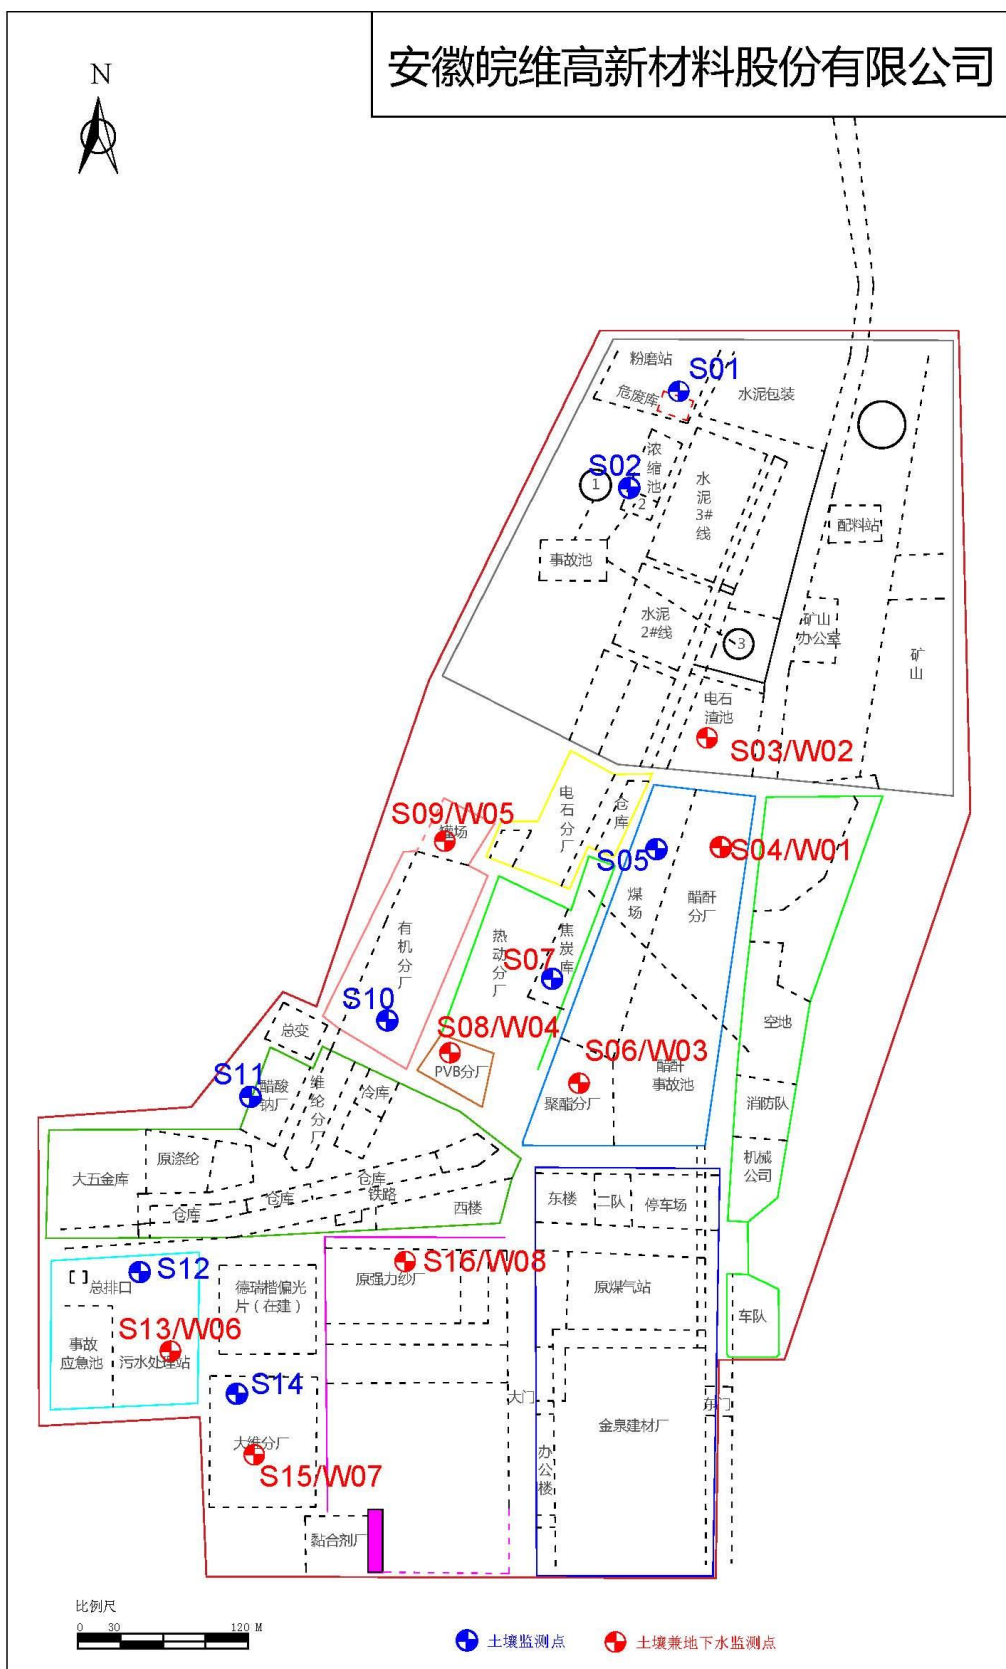 安徽皖维高新材料股份有限公司
N
粉磨站
S01
危废库
水泥包装
浓缩池
S02
1
2
水泥3#线
配料站
事故池
水泥
2#线
3
矿山
办公室
矿山
电石
渣池
S03/W02
电石分厂
仓库
S09/W05
罐场
S05
S04/W01
煤场
醋酐
分厂
有机分厂
热动分厂
焦炭库
S07
S10
空地
总变
S08/W04
PVB分厂
S06/W03
醋酐
事故池
聚酯分厂
S11
醋酸
钠厂
维纶分厂
冷库
消防队
机械
公司
原涤纶
大五金库
仓库
仓库
仓库
铁路
西楼
东楼
二队
停车场
S12
总排口
德瑞楷偏光
片（在建）
原强力纱厂
S16/W08
原煤气站
车队
S13/W06
事故
应急池
污水处理站
S14
大门
东门
金泉建材厂
大维分厂
S15/W07
办公楼
黏合剂厂
比例尺
0 30 120 M
土壤监测点
土壤兼地下水监测点